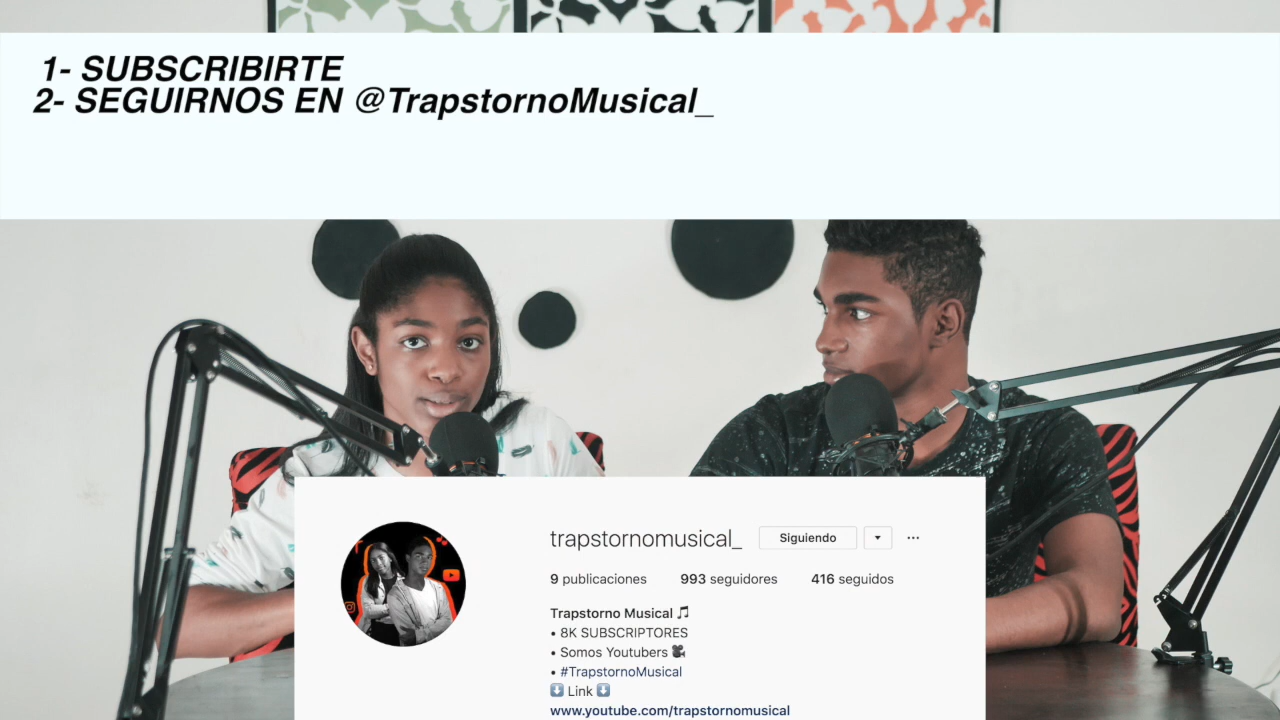 1- SUBSCRIBIRTE
2- SEGUIRNOS EN @TrapstornoMusical_
trapstornomusical_ Siguiendo
9 publicaciones 993 seguidores 416 seguidos
Trapstorno Musical 🎵
• 8K SUBSCRIPTORES
• Somos Youtubers 🎥
• #TrapstornoMusical
⬇️ Link ⬇️
www.youtube.com/trapstornomusical